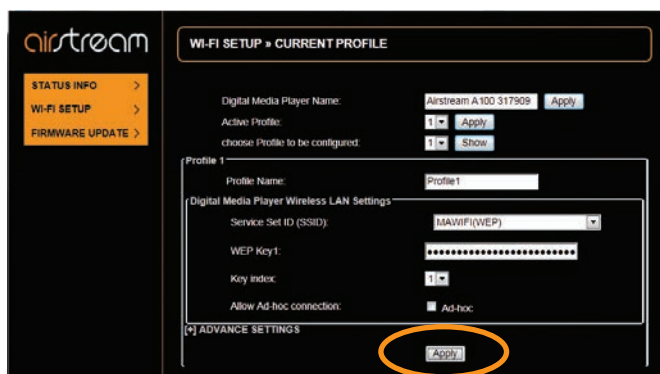 airstream
WI-FI SETUP » CURRENT PROFILE
STATUS INFO >
WI-FI SETUP >
FIRMWARE UPDATE >
Digital Media Player Name: Airstream A100 317909 Apply
Active Profile: 1 Apply
choose Profile to be configured: 1 Show
Profile 1
Profile Name: Profile1
Digital Media Player Wireless LAN Settings
Service Set ID (SSID): MAWIFI(WEP)
WEP Key1: ••••••••••••••••••••••••••
Key index: 1
Allow Ad-hoc connection: Ad-hoc
[+] ADVANCE SETTINGS
Apply